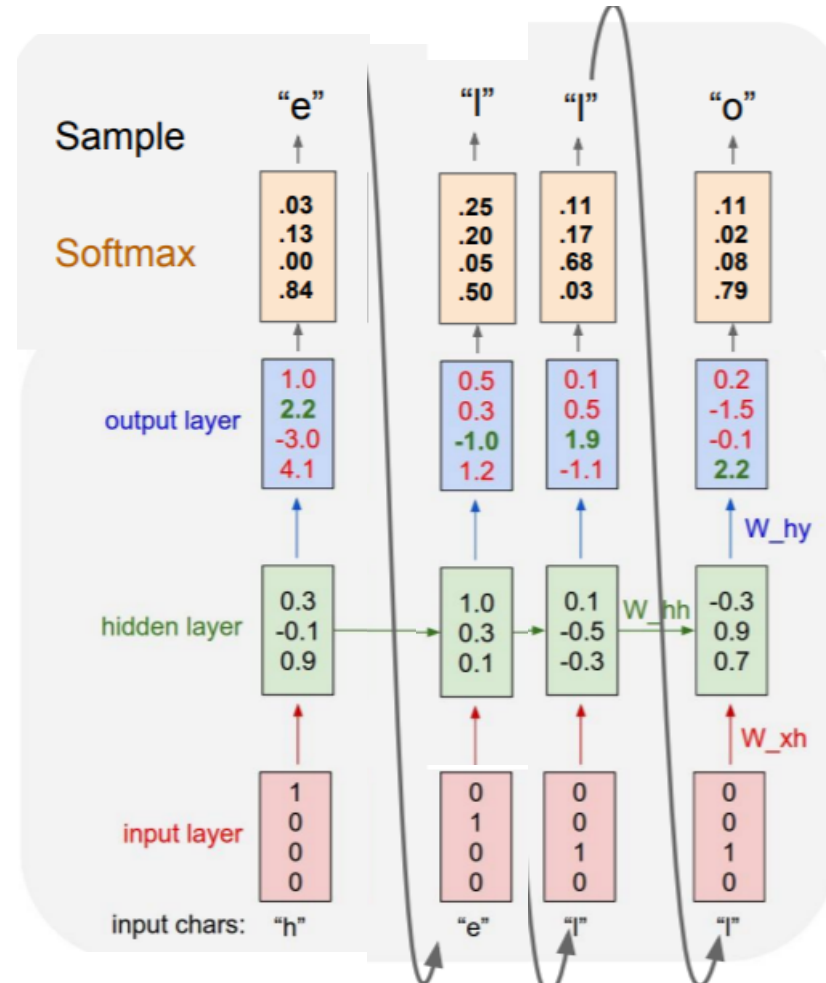 “e” “l” “l” “o”
Sample
.03 .25 .11 .11
.13 .20 .17 .02
Softmax
.00 .05 .68 .08
.84 .50 .03 .79
1.0 0.5 0.1 0.2
output layer 2.2 0.3 0.5 -1.5
-3.0 -1.0 1.9 -0.1
4.1 1.2 -1.1 2.2
W_hy
0.3 1.0 0.1 W_hh -0.3
hidden layer -0.1 0.3 -0.5 0.9
0.9 0.1 -0.3 0.7
W_xh
1 0 0 0
0 1 0 0
input layer 0 0 1 1
0 0 0 0
input chars: “h” “e” “l” “l”